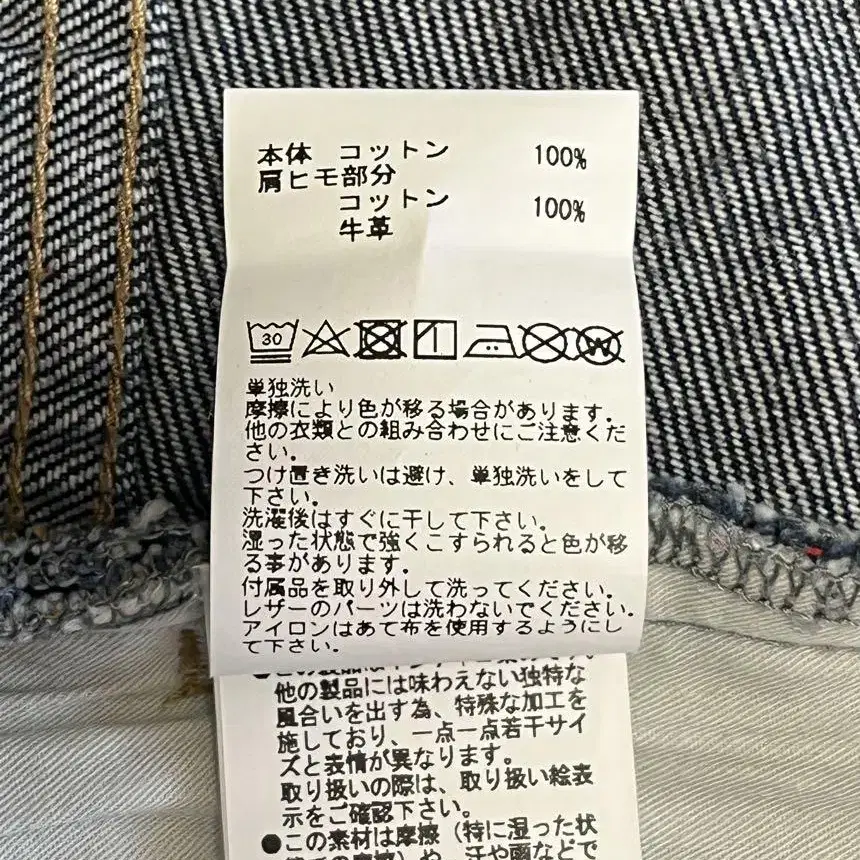 本体 コットン 100%
肩ヒモ部分
コットン 100%
牛革
30
W
単独洗い
摩擦により色が移る場合があります。
他の衣類との組み合わせにご注意くだ
さい。
つけ置き洗いは避け、単独洗いをして
下さい。
洗濯後はすぐに干して下さい。
湿った状態で強くこすられると色が移
る事があります。
付属品を取り外して洗ってください。
レザーのパーツは洗わないでください。
アイロンはあて布を使用するようにし
て下さい。
他の製品には味わえない独特な
風合いを出す為、特殊な加工を
施しており、一点一点若干サイ
ズと表情が異なります。
取り扱いの際は、取り扱い絵表
示をご確認下さい。
●この素材は摩擦（特に湿った状